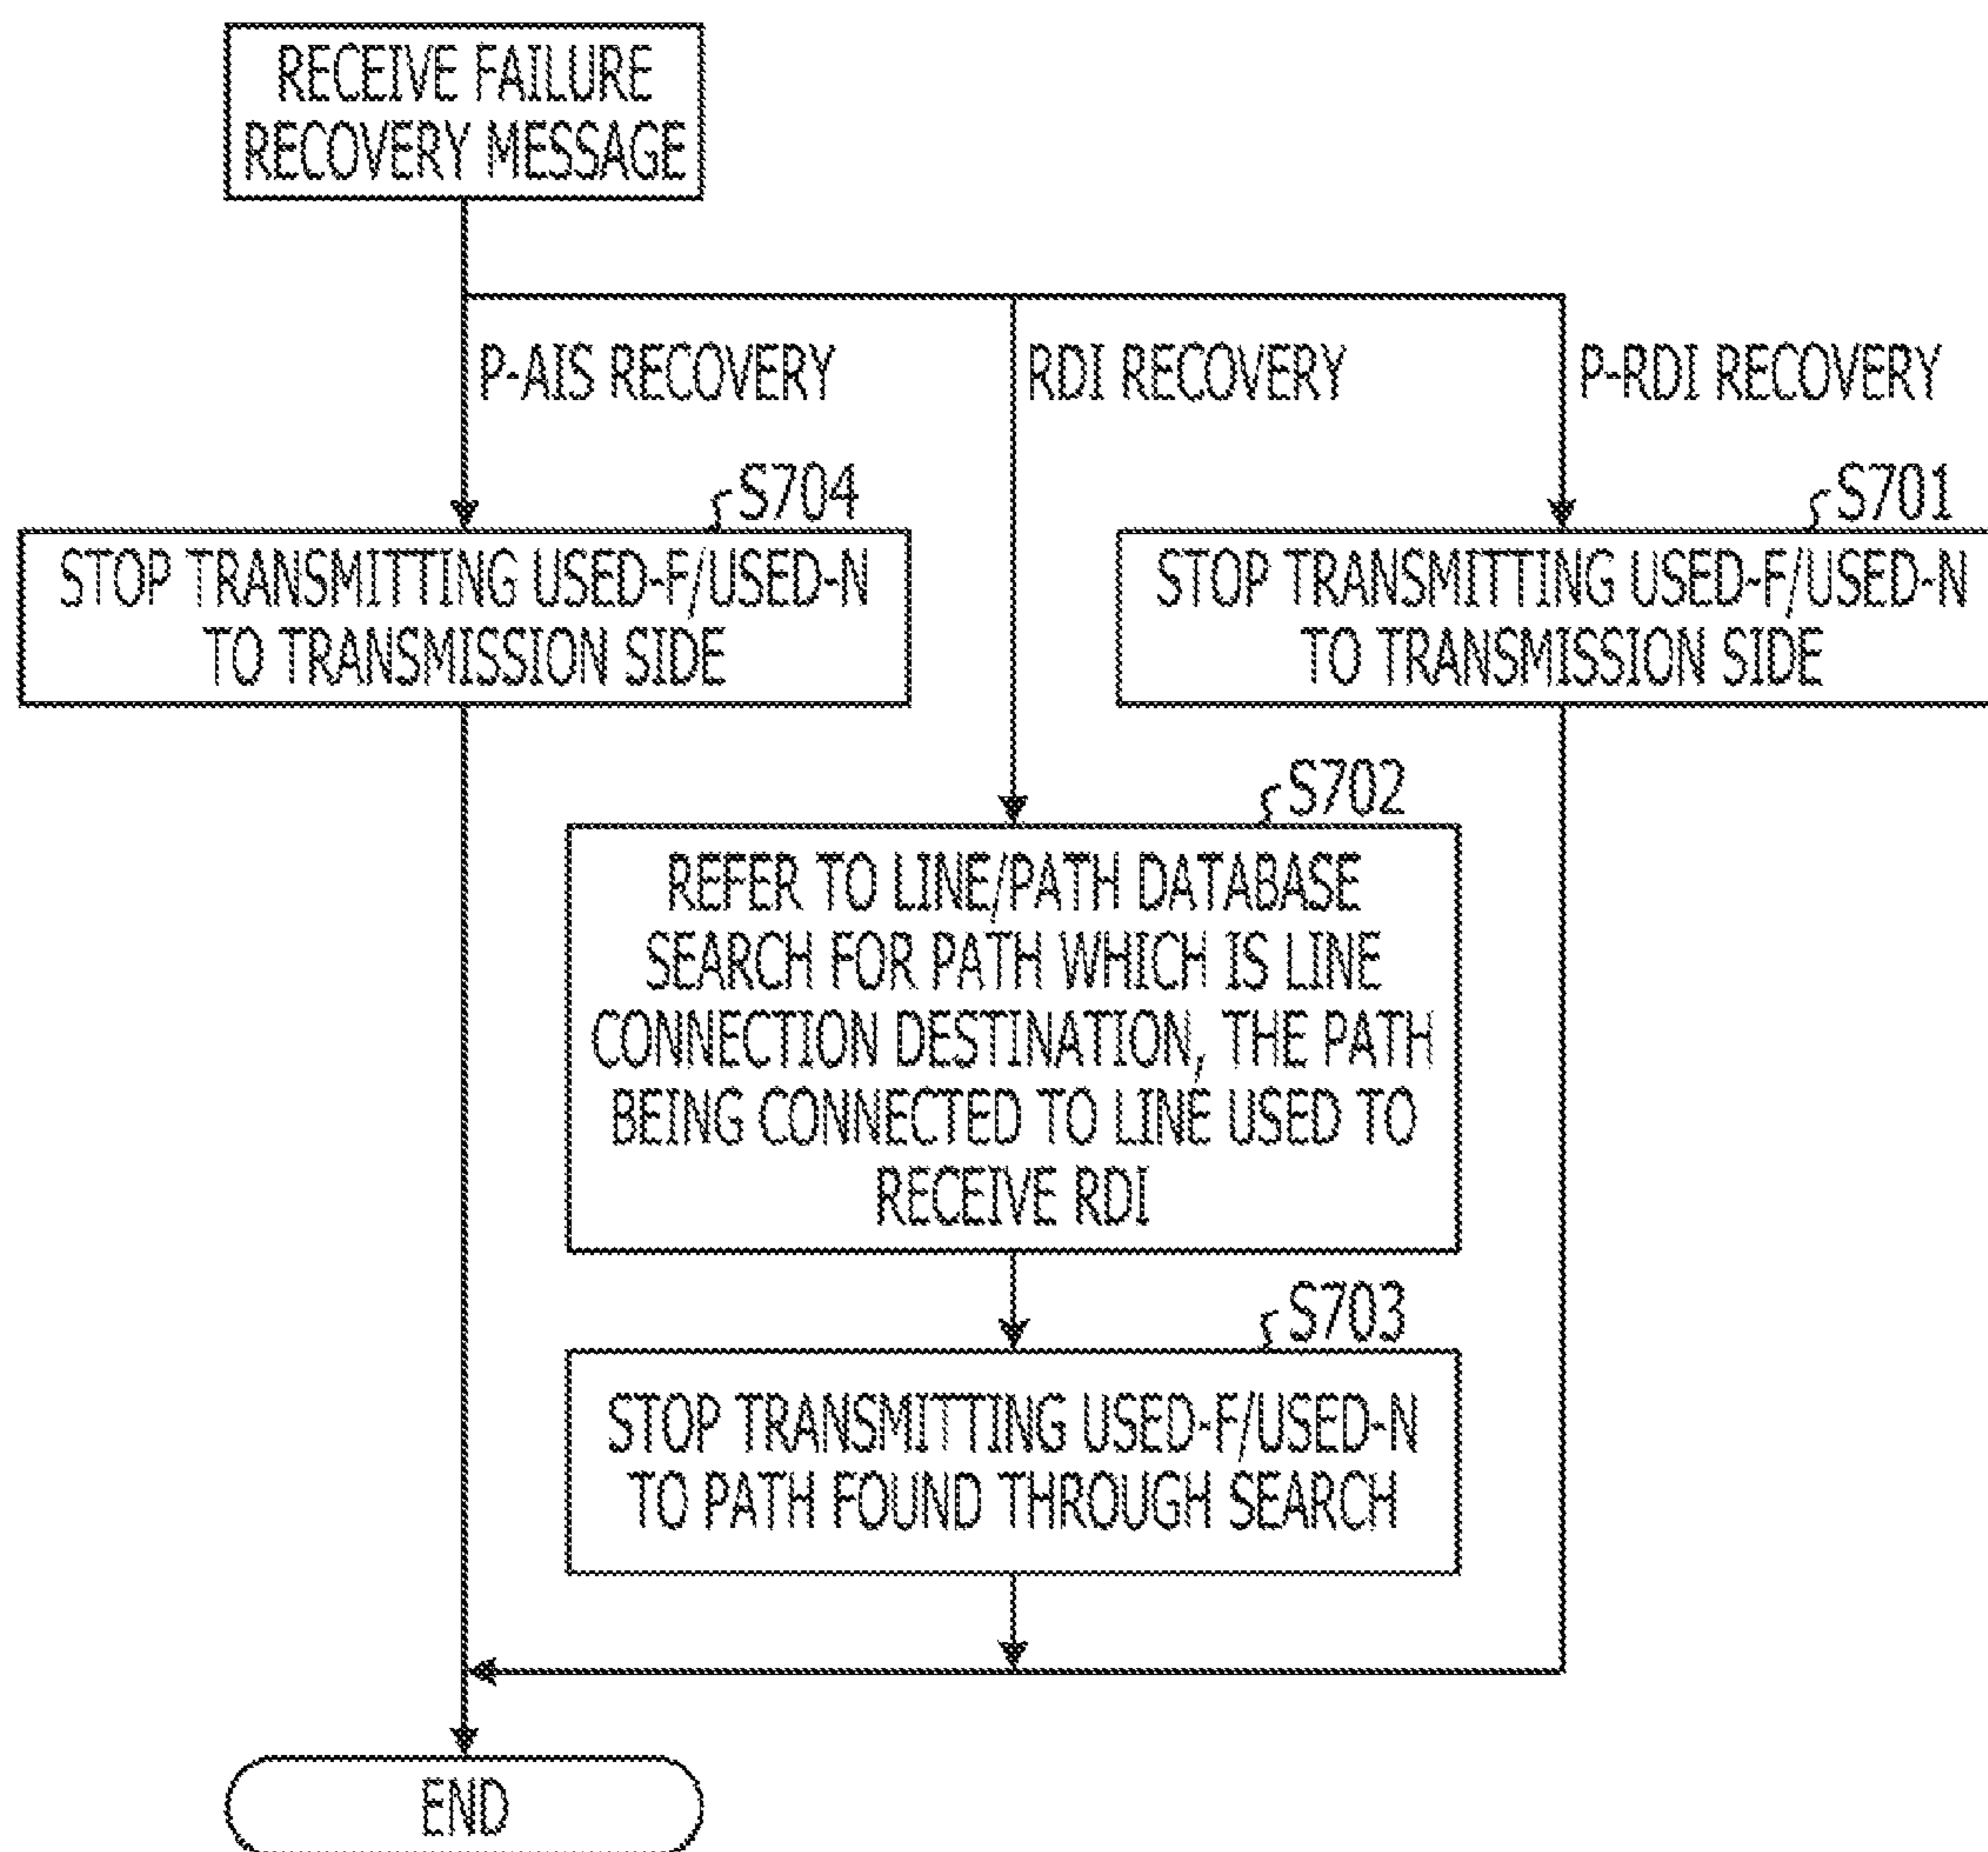 RECEIVE FAILURE
RECOVERY MESSAGE
P-AIS RECOVERY
RDI RECOVERY
P-RDI RECOVERY
S704
STOP TRANSMITTING USED-F/USED-N
TO TRANSMISSION SIDE
S701
STOP TRANSMITTING USED-F/USED-N
TO TRANSMISSION SIDE
S702
REFER TO LINE/PATH DATABASE
SEARCH FOR PATH WHICH IS LINE
CONNECTION DESTINATION, THE PATH
BEING CONNECTED TO LINE USED TO
RECEIVE RDI
S703
STOP TRANSMITTING USED-F/USED-N
TO PATH FOUND THROUGH SEARCH
END